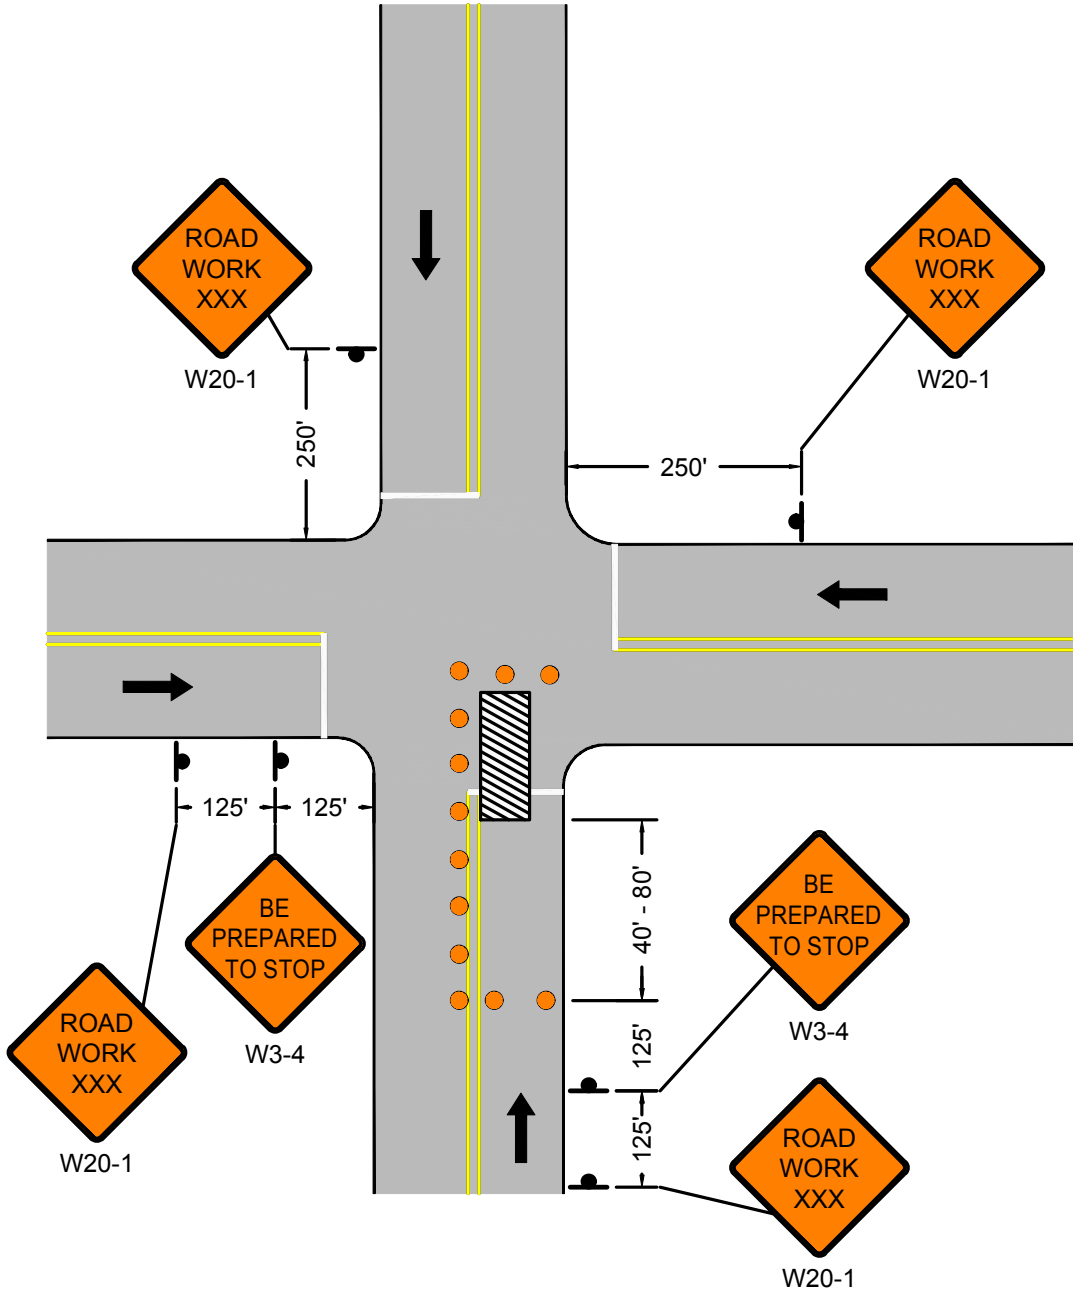 ROAD
WORK
XXX
W20-1
ROAD
WORK
XXX
W20-1
250'
250'
125'
125'
BE
PREPARED
TO STOP
W3-4
ROAD
WORK
XXX
W20-1
40' - 80'
BE
PREPARED
TO STOP
W3-4
125'
125'
ROAD
WORK
XXX
W20-1